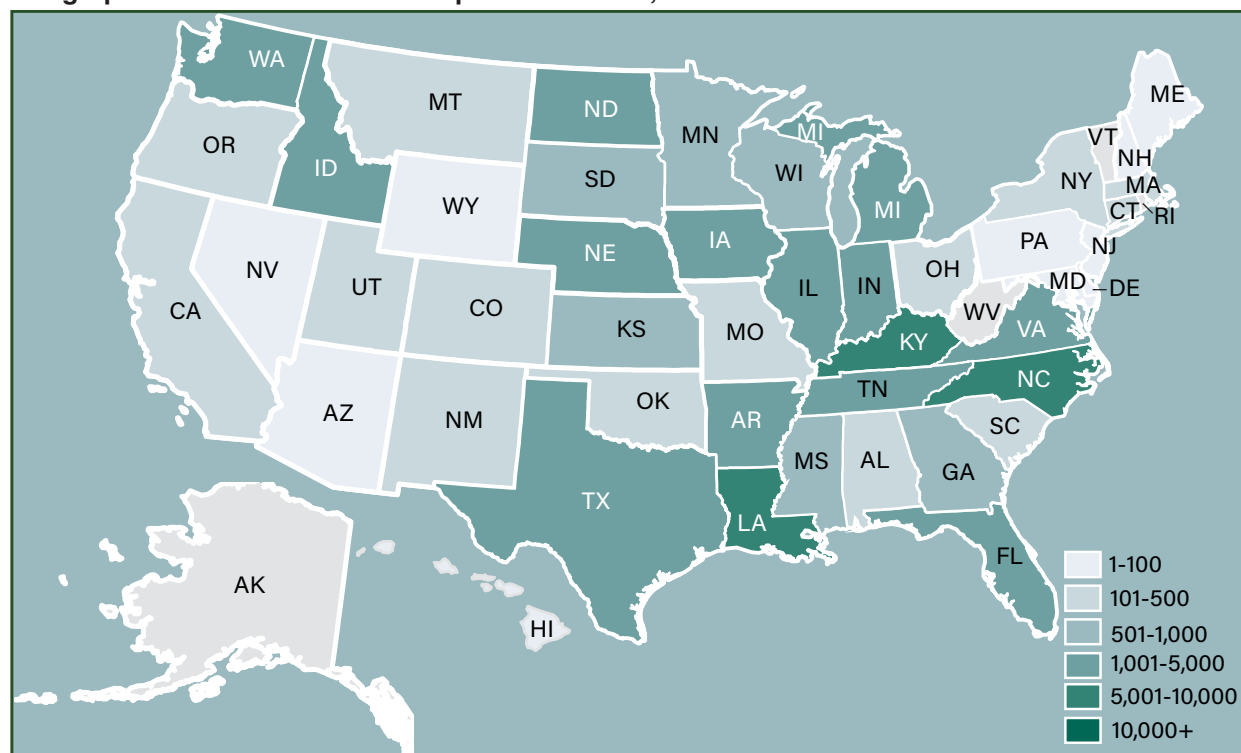 WA
MT
ND
MN
OR
ID
WY
SD
WI
MI
MI
ME
VT
NH
NY
MA
CT
RI
NV
UT
CO
NE
IA
IL
IN
OH
PA
NJ
MD
DE
CA
KS
MO
KY
WV
VA
AZ
NM
OK
AR
TN
NC
SC
TX
LA
MS
AL
GA
FL
AK
HI
1-100
101-500
501-1,000
1,001-5,000
5,001-10,000
10,000+